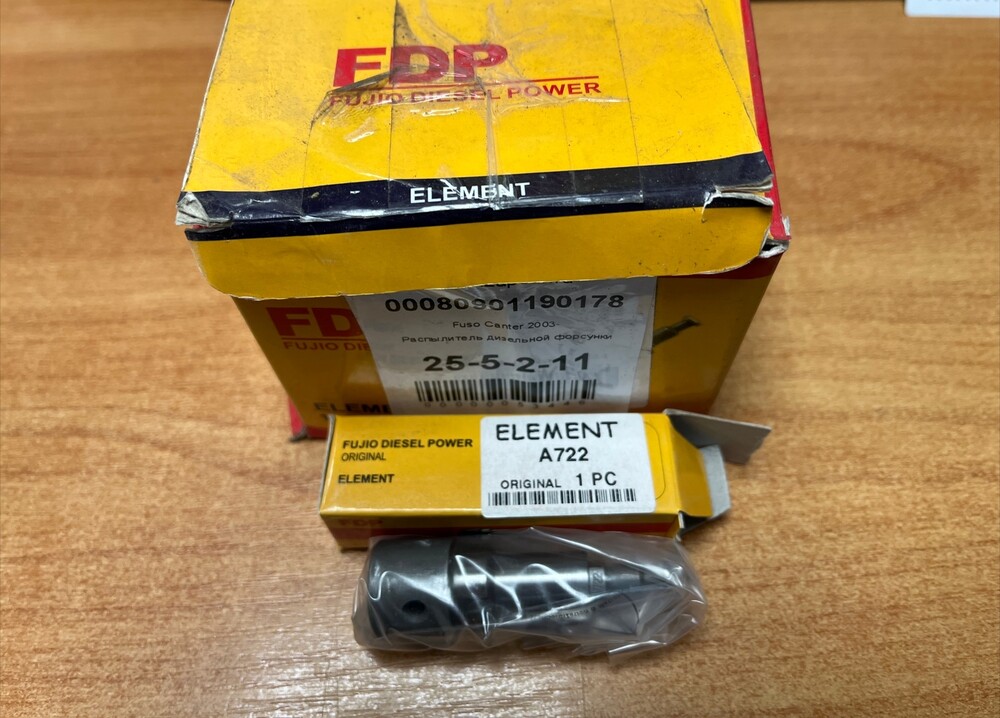 FDP
FUJIO DIESEL POWER
ELEMENT
00080901190178
Fuso Canter 2003-
Распылитель дизельной форсунки
25-5-2-11
FUJIO DIESEL POWER
ORIGINAL
ELEMENT
ELEMENT
A722
ORIGINAL 1 PC
FDP